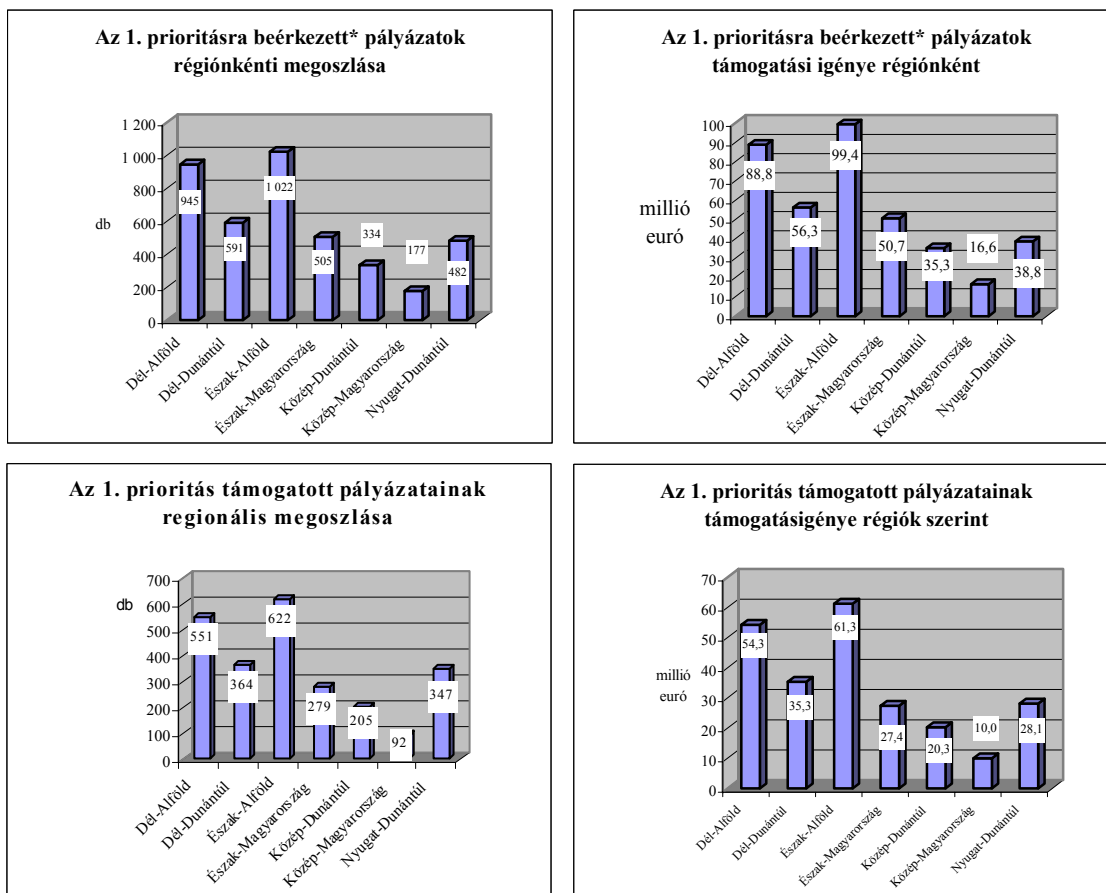 Az 1. prioritásra beérkezett* pályázatok
régiónkénti megoszlása
1 200
1 000
800
600
400
200
0
db
945
591
1 022
505
334
177
482
Dél-Alföld
Dél-Dunántúl
Észak-Alföld
Észak-Magyarország
Közép-Dunántúl
Közép-Magyarország
Nyugat-Dunántúl
Az 1. prioritásra beérkezett* pályázatok
támogatási igénye régiónként
100
90
80
70
60
50
40
30
20
10
0
millió
euró
88,8
56,3
99,4
50,7
35,3
16,6
38,8
Dél-Alföld
Dél-Dunántúl
Észak-Alföld
Észak-Magyarország
Közép-Dunántúl
Közép-Magyarország
Nyugat-Dunántúl
Az 1. prioritás támogatott pályázatainak
regionális megoszlása
700
600
500
400
300
200
100
0
db
551
364
622
279
205
92
347
Dél-Alföld
Dél-Dunántúl
Észak-Alföld
Észak-Magyarország
Közép-Dunántúl
Közép-Magyarország
Nyugat-Dunántúl
Az 1. prioritás támogatott pályázatainak
támogatásigénye régiók szerint
70
60
50
40
30
20
10
0
millió
euró
54,3
35,3
61,3
27,4
20,3
10,0
28,1
Dél-Alföld
Dél-Dunántúl
Észak-Alföld
Észak-Magyarország
Közép-Dunántúl
Közép-Magyarország
Nyugat-Dunántúl